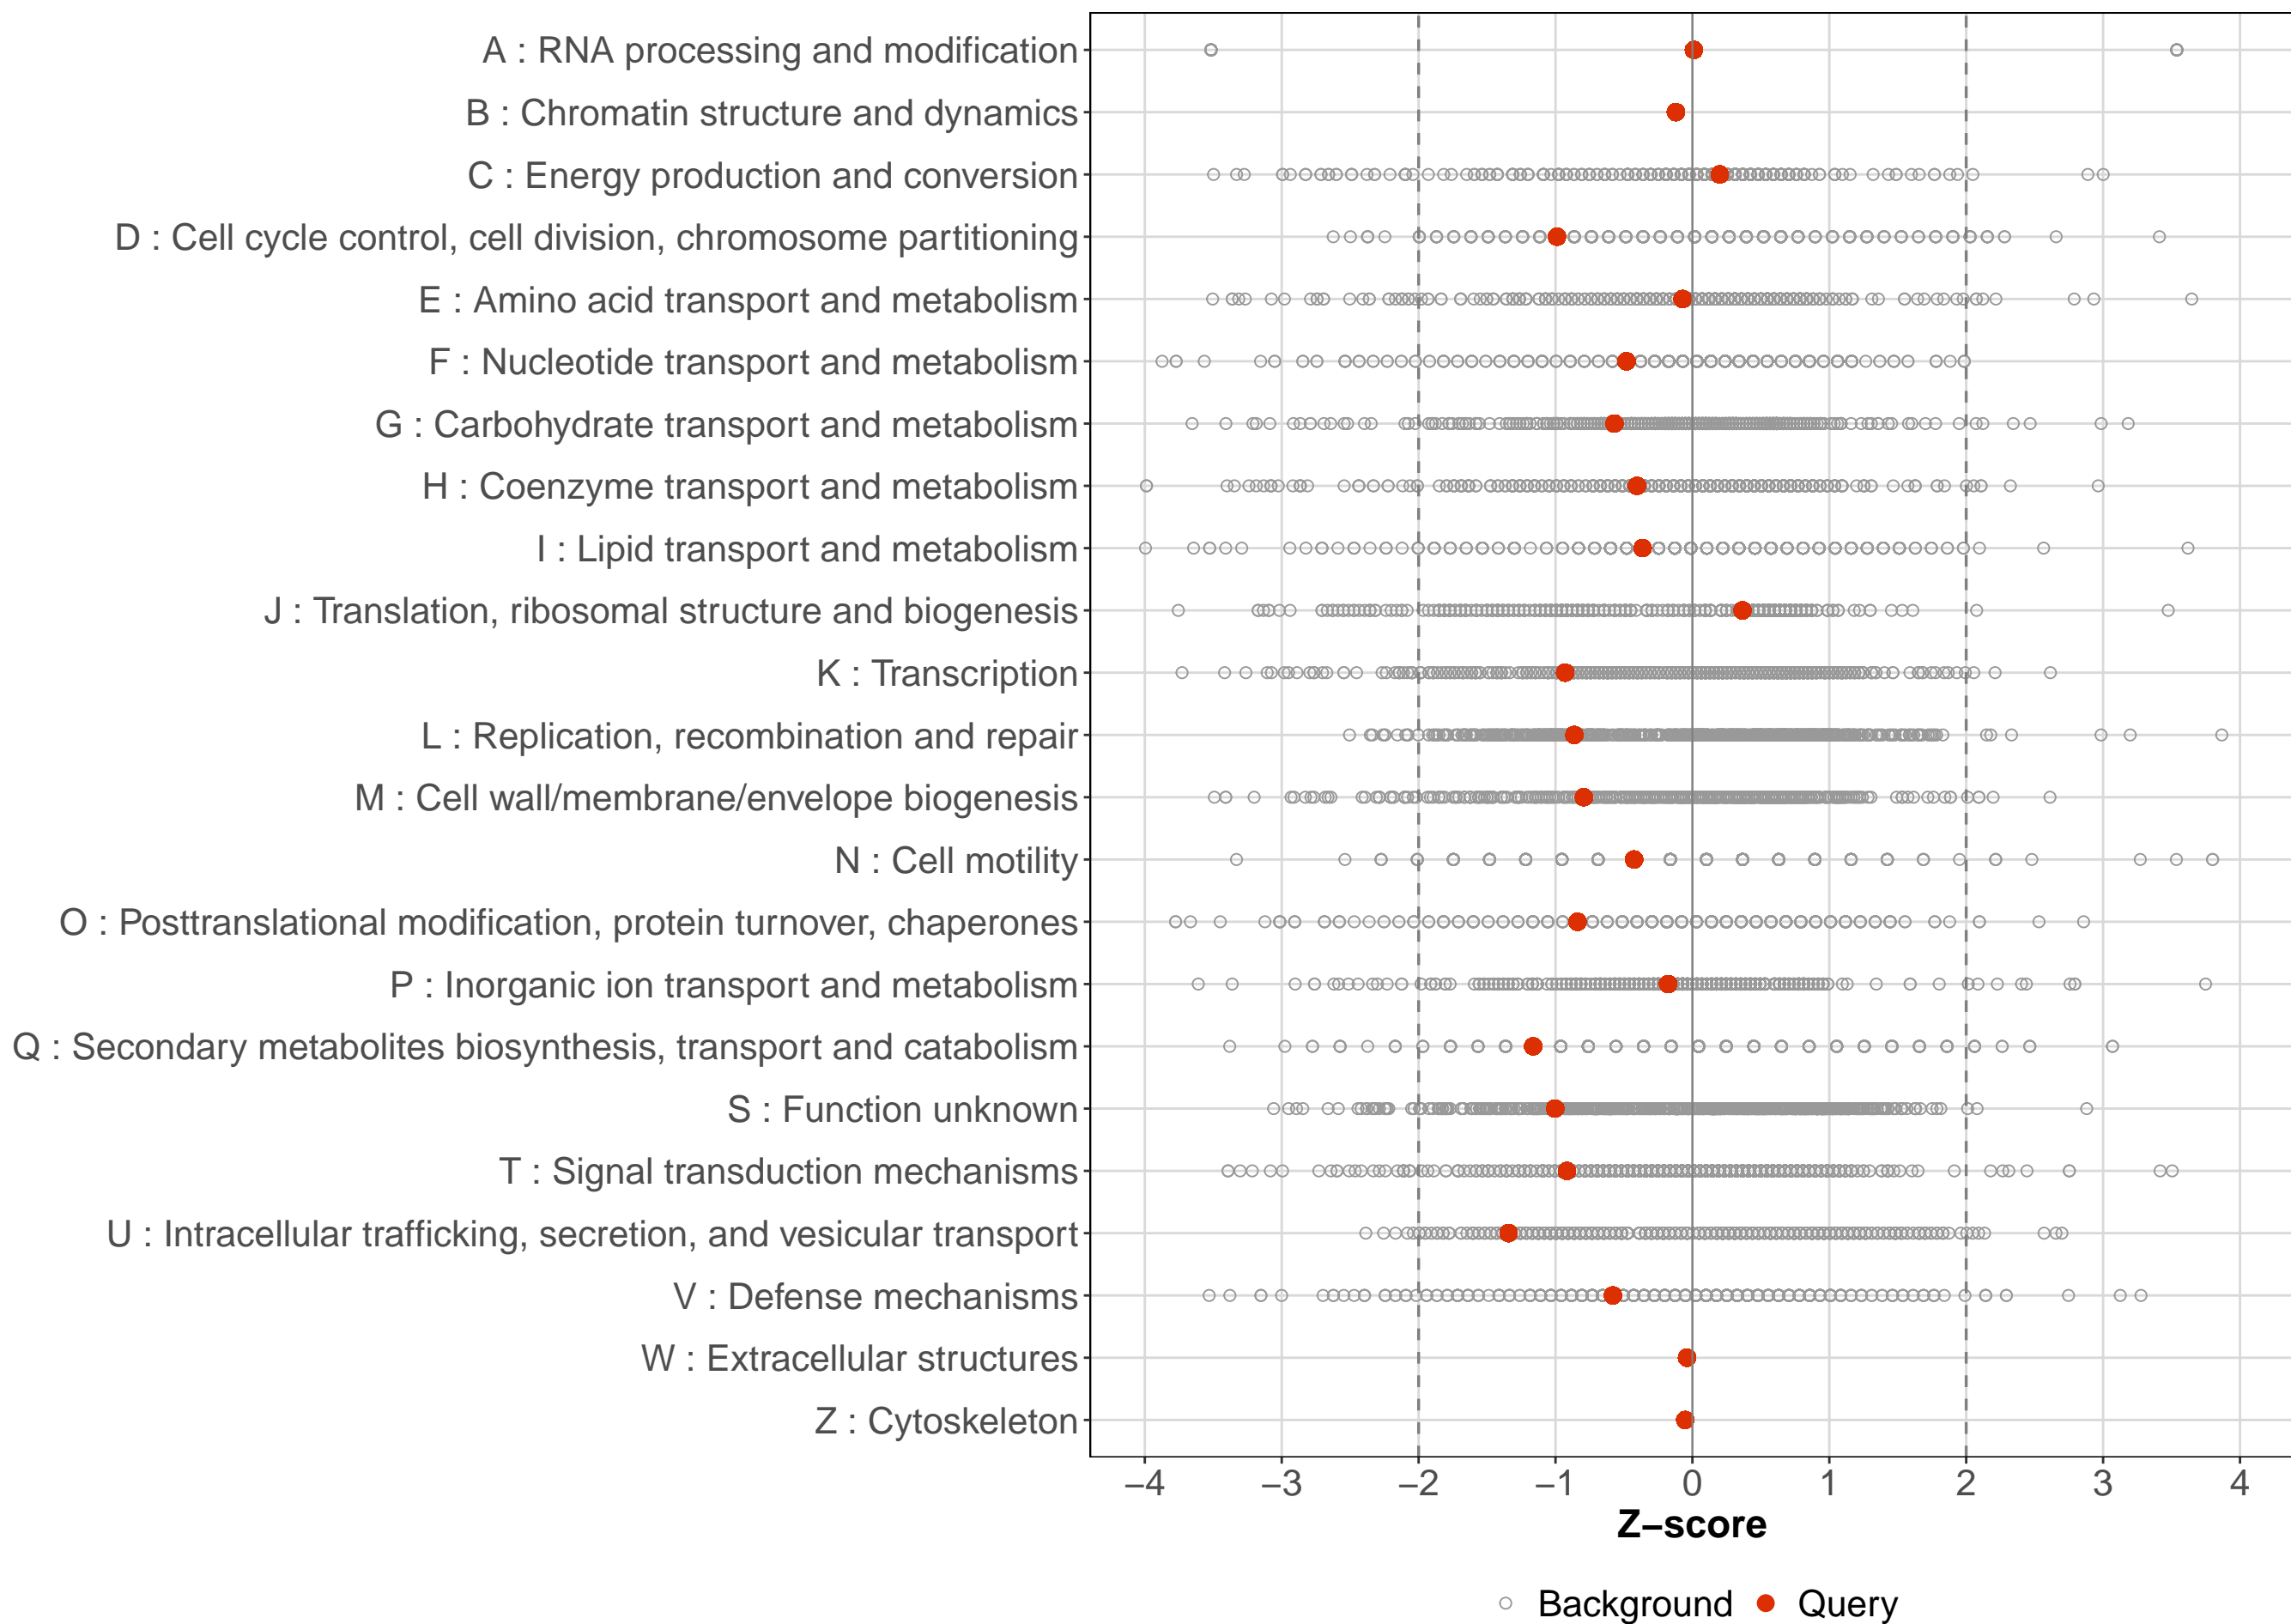 A : RNA processing and modification
B : Chromatin structure and dynamics
C : Energy production and conversion
D : Cell cycle control, cell division, chromosome partitioning
E : Amino acid transport and metabolism
F : Nucleotide transport and metabolism
G : Carbohydrate transport and metabolism
H : Coenzyme transport and metabolism
I : Lipid transport and metabolism
J : Translation, ribosomal structure and biogenesis
K : Transcription
L : Replication, recombination and repair
M : Cell wall/membrane/envelope biogenesis
N : Cell motility
O : Posttranslational modification, protein turnover, chaperones
P : Inorganic ion transport and metabolism
Q : Secondary metabolites biosynthesis, transport and catabolism
S : Function unknown
T : Signal transduction mechanisms
U : Intracellular trafficking, secretion, and vesicular transport
V : Defense mechanisms
W : Extracellular structures
Z : Cytoskeleton
−4 −3 −2 −1 0 1 2 3 4
Z−score
Background Query